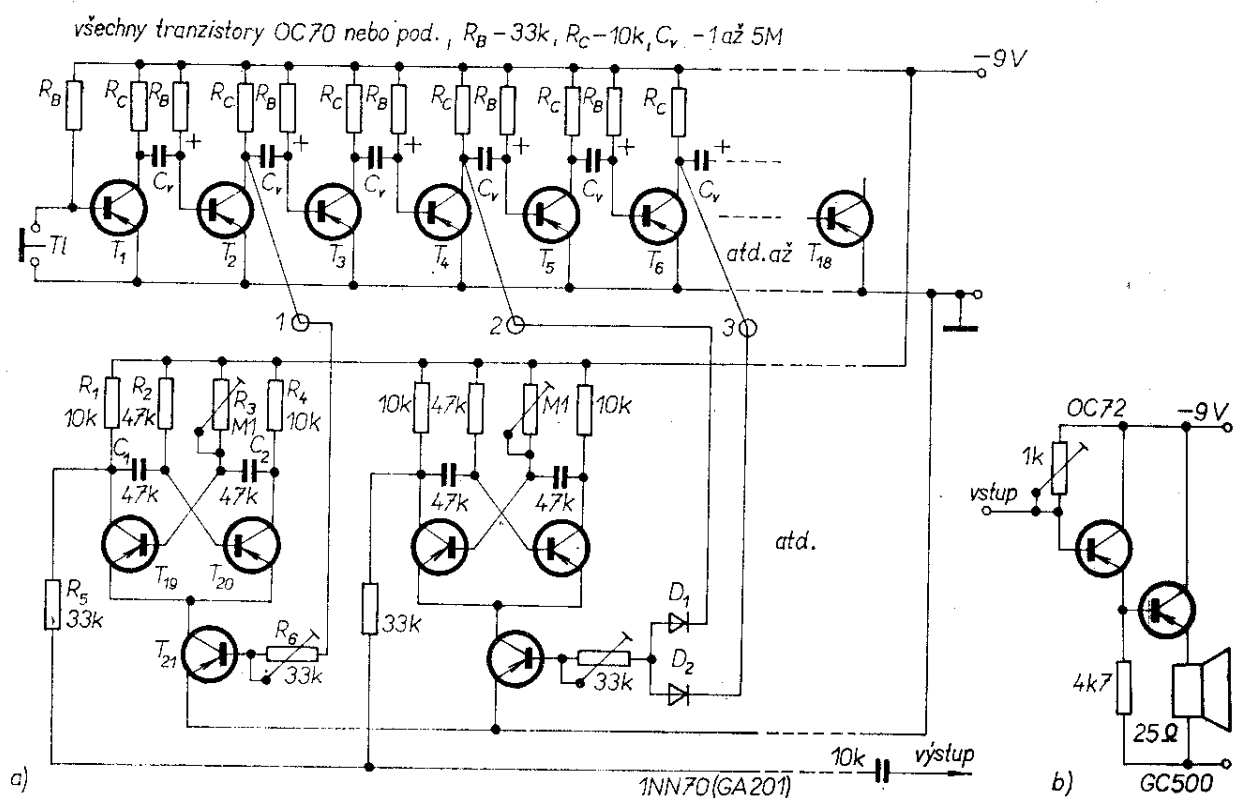 všechny tranzistory OC70 nebo pod., R_B – 33k, R_C – 10k, C_v – 1 až 5M
–9V
R_B R_C R_B R_C R_B R_C R_B R_C R_B R_C R_B R_C
+ + + + + +
C_v C_v C_v C_v C_v C_v
Tl T_1 T_2 T_3 T_4 T_5 T_6 atd. až T_18
1 2 3
R_1 R_2 R_3 R_4
10k 47k M1 10k
10k 47k M1 10k
C_1 C_2
47k 47k
47k 47k
T_19 T_20
atd.
R_5
33k
33k
T_21
R_6
33k
33k
D_1
D_2
10k
výstup
1NN70 (GA201)
a)
OC72
–9V
1k
vstup
4k7
25Ω
b)
GC500